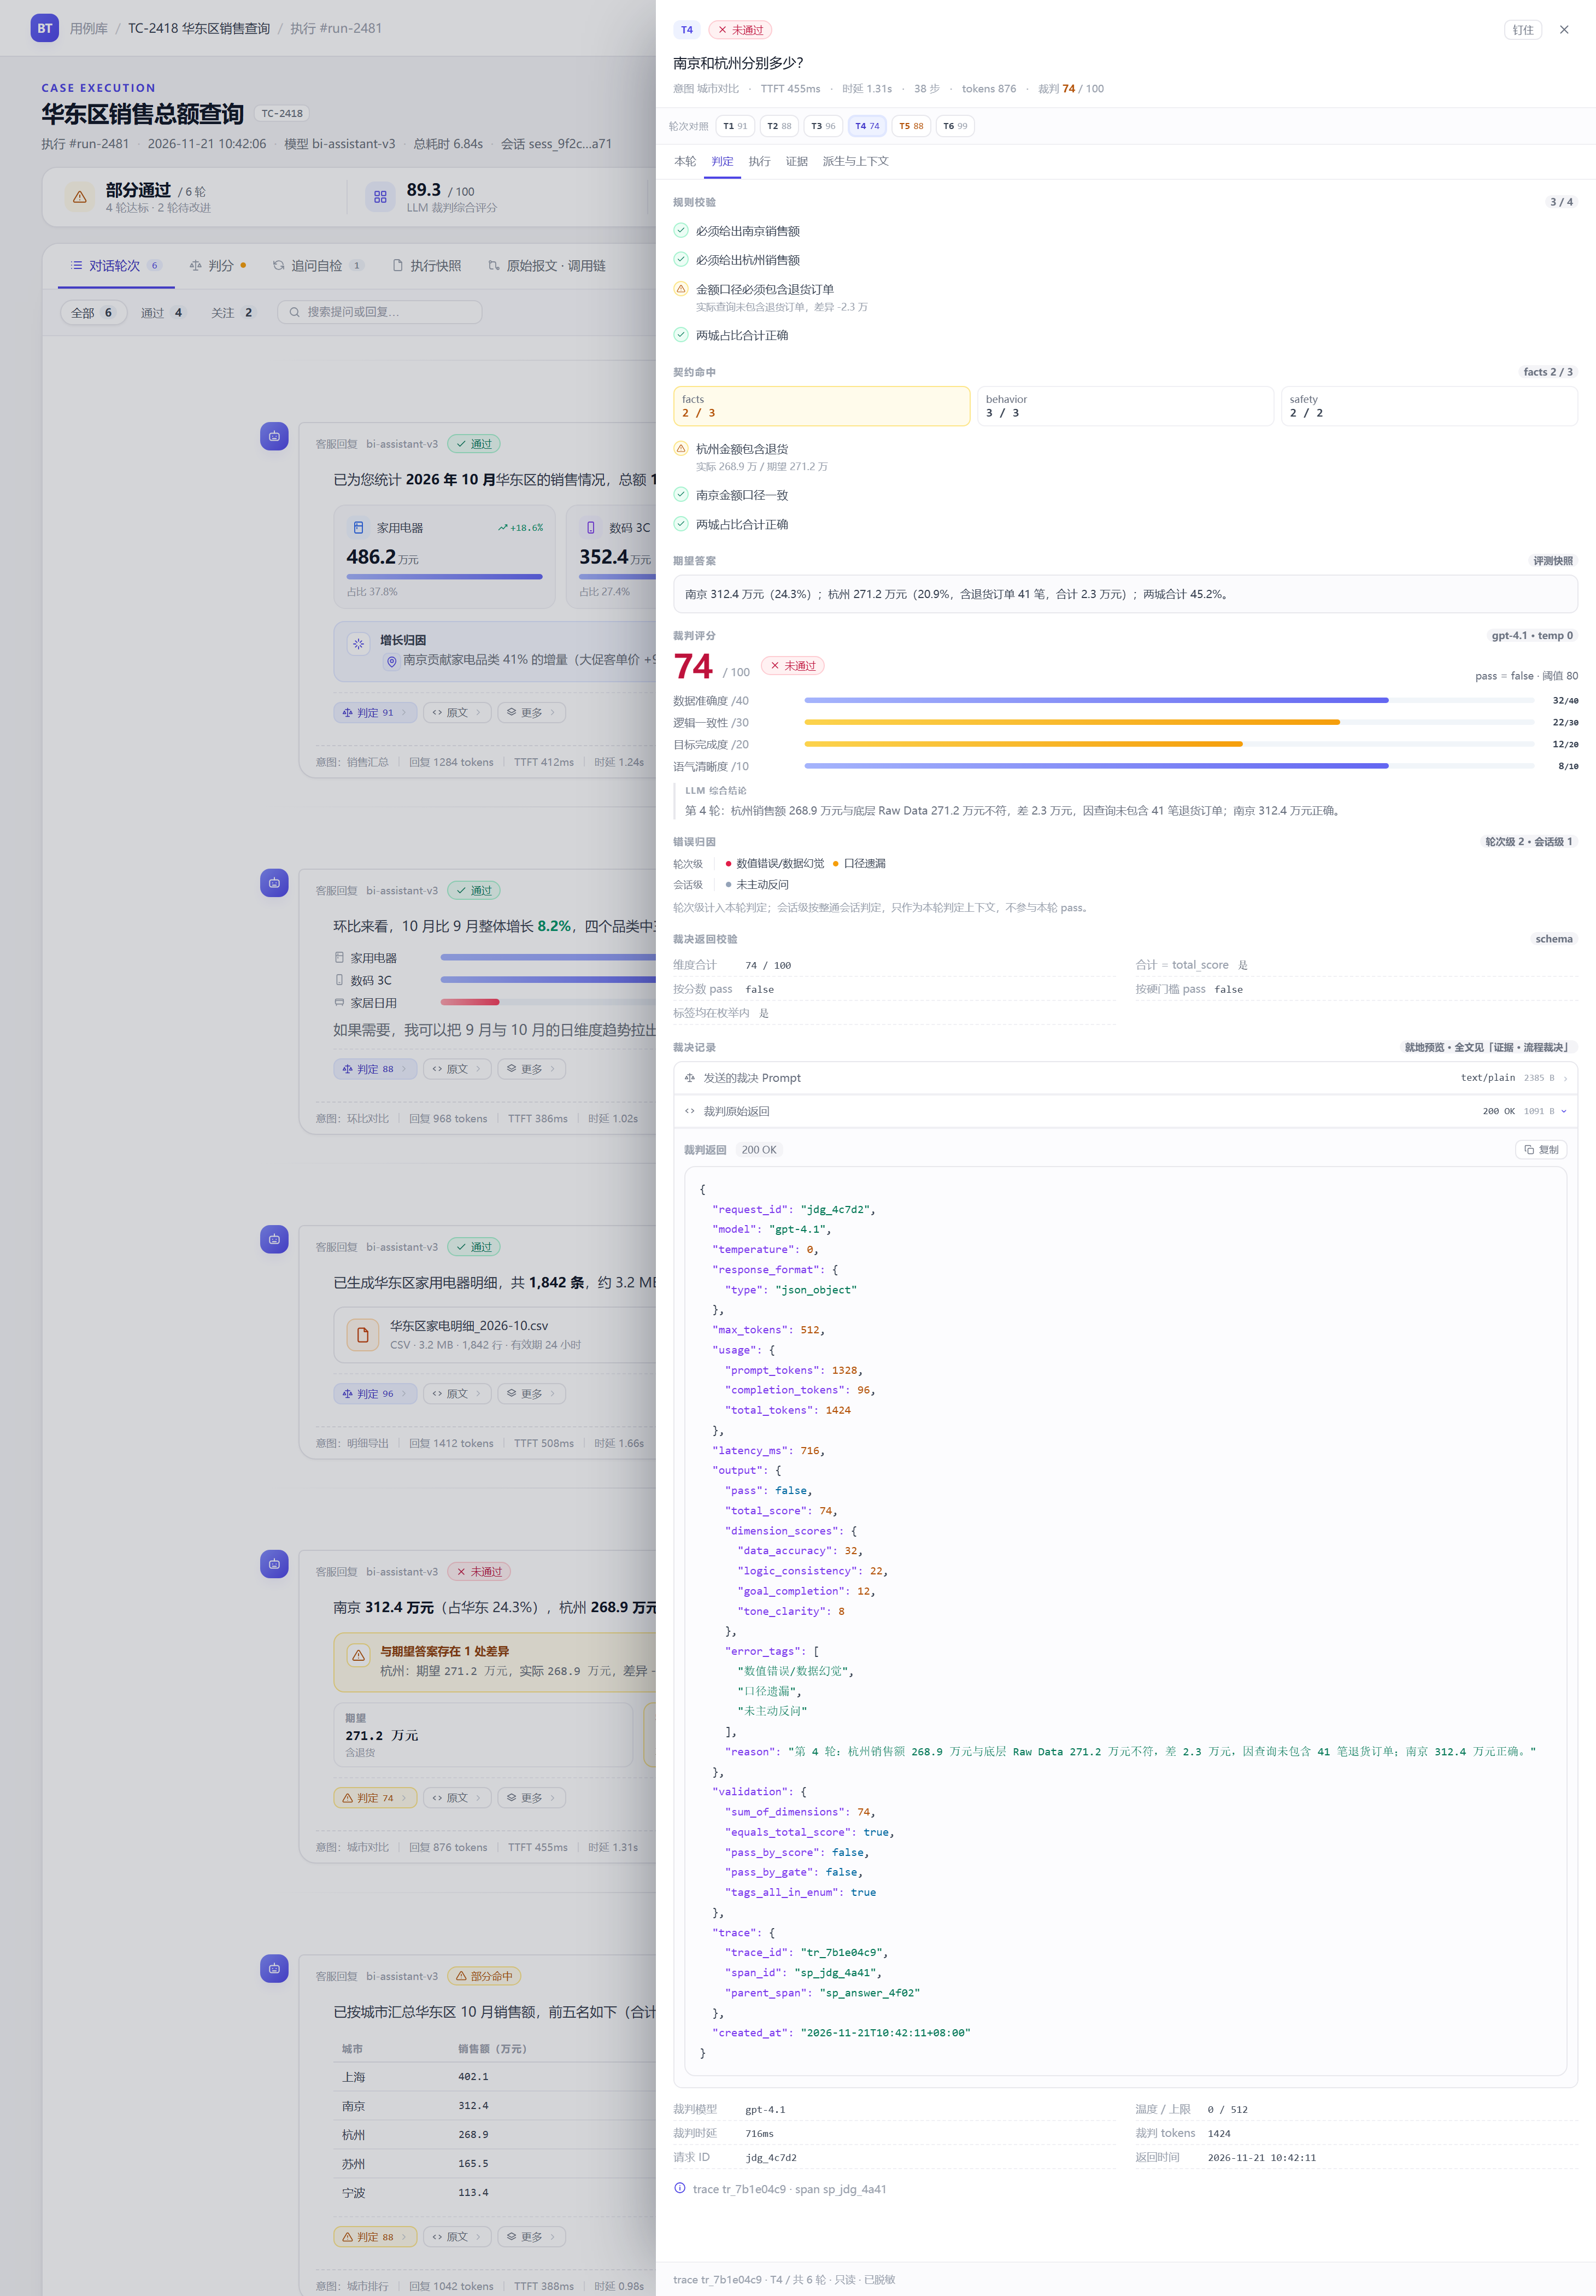 BT 用例库 / TC-2418 华东区销售查询 / 执行 #run-2481
CASE EXECUTION
华东区销售总额查询 TC-2418
执行 #run-2481 · 2026-11-21 10:42:06 · 模型 bi-assistant-v3 · 总耗时 6.84s · 会话 sess_9f2c…a71
部分通过 / 6 轮
4 轮达标 · 2 轮待改进
89.3 / 100
LLM 裁判综合评分
对话轮次 6 判分 追问自检 1 执行快照 原始报文 · 调用链
全部 6 通过 4 关注 2 搜索提问或回复…
客服回复 bi-assistant-v3 通过
已为您统计 2026 年 10 月华东区的销售情况，总额 1
家用电器 +18.6%
486.2 万元
占比 37.8%
数码 3C
352.4 万元
占比 27.4%
增长归因
南京贡献家电品类 41% 的增量（大促客单价 +9
判定 91 原文 更多
意图：销售汇总 回复 1284 tokens TTFT 412ms 时延 1.24s
客服回复 bi-assistant-v3 通过
环比来看，10 月比 9 月整体增长 8.2%，四个品类中
家用电器
数码 3C
家居日用
如果需要，我可以把 9 月与 10 月的日维度趋势拉出
判定 88 原文 更多
意图：环比对比 回复 968 tokens TTFT 386ms 时延 1.02s
客服回复 bi-assistant-v3 通过
已生成华东区家用电器明细，共 1,842 条，约 3.2 ME
华东区家电明细_2026-10.csv
CSV · 3.2 MB · 1,842 行 · 有效期 24 小时
判定 96 原文 更多
意图：明细导出 回复 1412 tokens TTFT 508ms 时延 1.66s
客服回复 bi-assistant-v3 未通过
南京 312.4 万元（占华东 24.3%），杭州 268.9 万元
与期望答案存在 1 处差异
杭州：期望 271.2 万元，实际 268.9 万元，差异 -
期望
271.2 万元
含退货
判定 74 原文 更多
意图：城市对比 回复 876 tokens TTFT 455ms 时延 1.31s
客服回复 bi-assistant-v3 部分命中
已按城市汇总华东区 10 月销售额，前五名如下（合计
城市 销售额（万元）
上海 402.1
南京 312.4
杭州 268.9
苏州 165.5
宁波 113.4
判定 88 原文 更多
意图：城市排行 回复 1042 tokens TTFT 388ms 时延 0.98s
T4 未通过 钉住
南京和杭州分别多少？
意图 城市对比 · TTFT 455ms · 时延 1.31s · 38 步 · tokens 876 · 裁判 74 / 100
轮次对照 T1 91 T2 88 T3 96 T4 74 T5 88 T6 99
本轮 判定 执行 证据 派生与上下文
规则校验 3 / 4
必须给出南京销售额
必须给出杭州销售额
金额口径必须包含退货订单
实际查询未包含退货订单，差异 -2.3 万
两城占比合计正确
契约命中 facts 2 / 3
facts
2 / 3
behavior
3 / 3
safety
2 / 2
杭州金额包含退货
实际 268.9 万 / 期望 271.2 万
南京金额口径一致
两城占比合计正确
期望答案 评测快照
南京 312.4 万元（24.3%）；杭州 271.2 万元（20.9%，含退货订单 41 笔，合计 2.3 万元）；两城合计 45.2%。
裁判评分 gpt-4.1 • temp 0
74 / 100 未通过 pass = false · 阈值 80
数据准确度 /40 32/40
逻辑一致性 /30 22/30
目标完成度 /20 12/20
语气清晰度 /10 8/10
LLM 综合结论
第 4 轮：杭州销售额 268.9 万元与底层 Raw Data 271.2 万元不符，差 2.3 万元，因查询未包含 41 笔退货订单；南京 312.4 万元正确。
错误归因 轮次级 2 • 会话级 1
轮次级 数值错误/数据幻觉 口径遗漏
会话级 未主动反问
轮次级计入本轮判定；会话级按整通会话判定，只作为本轮判定上下文，不参与本轮 pass。
裁决返回校验 schema
维度合计 74 / 100 合计 = total_score 是
按分数 pass false 按硬门槛 pass false
标签均在枚举内 是
裁决记录 就地预览 • 全文见「证据 • 流程裁决」
发送的裁决 Prompt text/plain 2385 B
裁判原始返回 200 OK 1091 B
裁判返回 200 OK 复制
{
"request_id": "jdg_4c7d2",
"model": "gpt-4.1",
"temperature": 0,
"response_format": {
"type": "json_object"
},
"max_tokens": 512,
"usage": {
"prompt_tokens": 1328,
"completion_tokens": 96,
"total_tokens": 1424
},
"latency_ms": 716,
"output": {
"pass": false,
"total_score": 74,
"dimension_scores": {
"data_accuracy": 32,
"logic_consistency": 22,
"goal_completion": 12,
"tone_clarity": 8
},
"error_tags": [
"数值错误/数据幻觉",
"口径遗漏",
"未主动反问"
],
"reason": "第 4 轮：杭州销售额 268.9 万元与底层 Raw Data 271.2 万元不符，差 2.3 万元，因查询未包含 41 笔退货订单；南京 312.4 万元正确。"
},
"validation": {
"sum_of_dimensions": 74,
"equals_total_score": true,
"pass_by_score": false,
"pass_by_gate": false,
"tags_all_in_enum": true
},
"trace": {
"trace_id": "tr_7b1e04c9",
"span_id": "sp_jdg_4a41",
"parent_span": "sp_answer_4f02"
},
"created_at": "2026-11-21T10:42:11+08:00"
}
裁判模型 gpt-4.1 温度 / 上限 0 / 512
裁判时延 716ms 裁判 tokens 1424
请求 ID jdg_4c7d2 返回时间 2026-11-21 10:42:11
trace tr_7b1e04c9 · span sp_jdg_4a41
trace tr_7b1e04c9 · T4 / 共 6 轮 · 只读 · 已脱敏